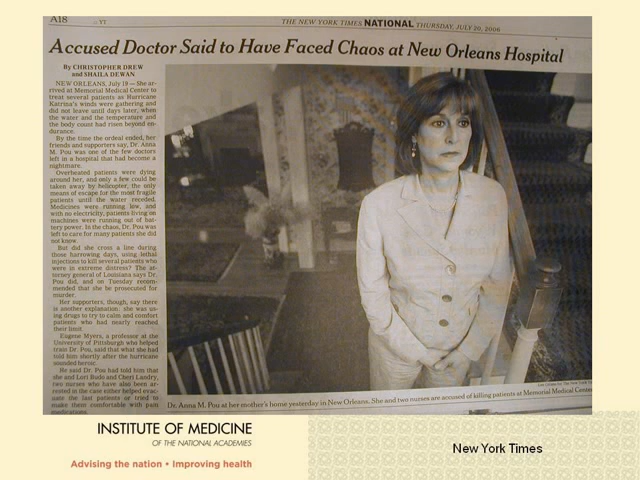 A18
THE NEW YORK TIMES NATIONAL THURSDAY, JULY 20, 2006
Accused Doctor Said to Have Faced Chaos at New Orleans Hospital
By CHRISTOPHER DREW
and SHAILA DEWAN
NEW ORLEANS, July 19 — She ar-
rived at Memorial Medical Center to
treat several patients as Hurricane
Katrina's winds were gathering and
did not leave until days later, when
the water and the temperature and
the body count had risen beyond en-
durance.
By the time the ordeal ended, her
friends and supporters say, Dr. Anna
M. Pou was one of the few doctors
left in a hospital that had become a
nightmare.
Overheated patients were dying
around her, and only a few could be
taken away by helicopter, the only
means of escape for the most fragile
patients until the water receded.
Medicines were running low, and
with no electricity, patients living on
machines were running out of bat-
tery power. In the chaos, Dr. Pou was
left to care for many patients she did
not know.
But did she cross a line during
those harrowing days, using lethal
injections to kill several patients who
were in extreme distress? The at-
torney general of Louisiana says Dr.
Pou did, and on Tuesday recom-
mended that she be prosecuted for
murder.
Her supporters, though, say there
is another explanation: she was us-
ing drugs to try to calm and comfort
patients who had nearly reached
their limit.
Eugene Myers, a professor at the
University of Pittsburgh who helped
train Dr. Pou, said that what she had
told him shortly after the hurricane
sounded heroic.
He said Dr. Pou had told him that
she and Lori Budo and Cheri Landry,
two nurses who have also been ar-
rested in the case either helped evac-
uate the last patients or tried to
make them comfortable with pain
medications.
Dr. Anna M. Pou at her mother's home yesterday in New Orleans. She and two nurses are accused of killing patients at Memorial Medical Center
INSTITUTE OF MEDICINE
OF THE NATIONAL ACADEMIES
Advising the nation • Improving health
New York Times